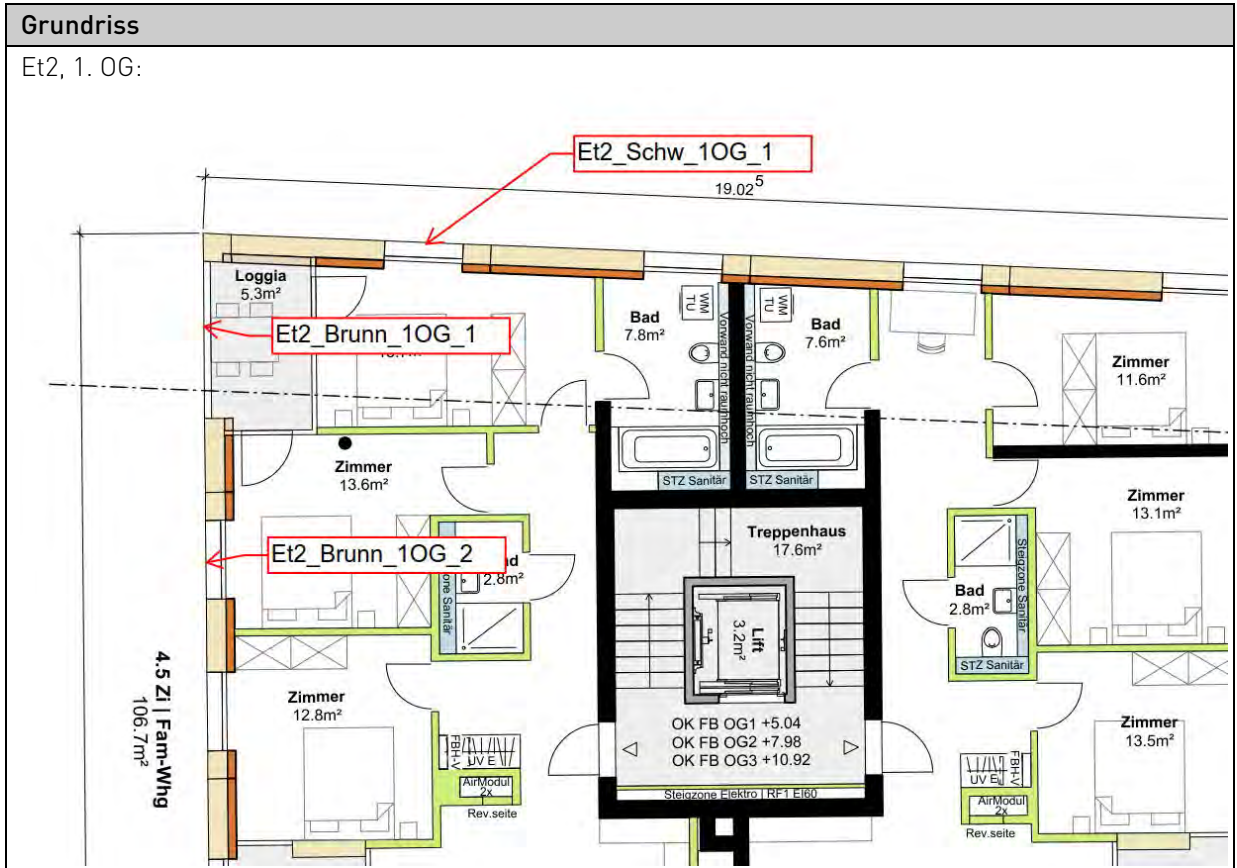 Grundriss
Et2, 1. OG:
Et2_Schw_1OG_1
19.02⁵
Loggia
5.3m²
Et2_Brunn_1OG_1
WM
TU
Bad
7.8m²
Vorwand nicht raumhoch
Vorwand nicht raumhoch
WM
TU
Bad
7.6m²
Zimmer
11.6m²
Zimmer
13.6m²
STZ Sanitär
STZ Sanitär
Zimmer
13.1m²
Treppenhaus
17.6m²
Et2_Brunn_1OG_2
2.8m²
Lift
3.2m²
Bad
2.8m²
Steigzone Sanitär
STZ Sanitär
4.5 Zi | Fam-Whg
106.7m²
Zimmer
12.8m²
OK FB OG1 +5.04
OK FB OG2 +7.98
OK FB OG3 +10.92
Zimmer
13.5m²
FBH-V
UV E
AirModul
2x
Rev.seite
Steigzone Elektro | RF1 EI60
UV E
FBH-V
AirModul
2x
Rev.seite